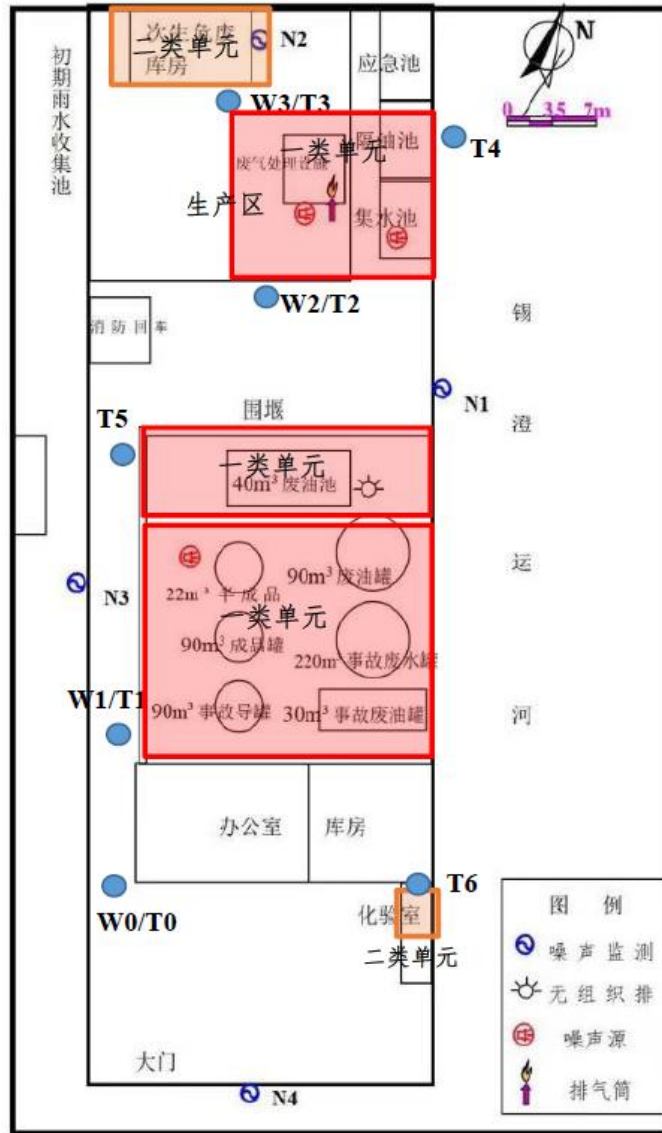 次生危废
二类单元
库房
N2
初期雨水收集池
应急池
N
0 3.5 7m
W3/T3
T4
隔油池
一类单元
废气处理设施
生产区
集水池
W2/T2
消防回车
锡澄运河
N1
围堰
T5
一类单元
40m³ 废油池
N3
90m³ 废油罐
22m³ 半成品
一类单元
90m³ 成品罐
220m³ 事故废水罐
W1/T1
90m³ 事故导罐
30m³ 事故废油罐
办公室
库房
W0/T0
T6
化验室
二类单元
大门
N4
图 例
噪声监测
无组织排
噪声源
排气筒